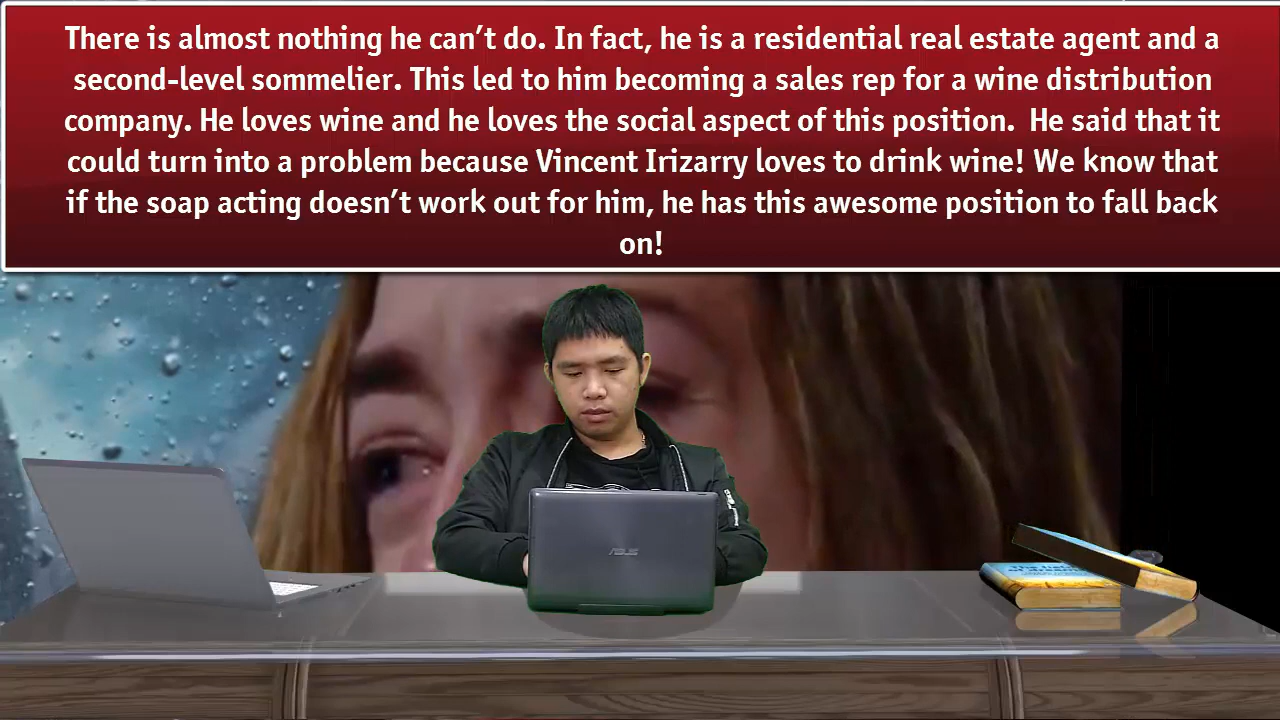 There is almost nothing he can't do. In fact, he is a residential real estate agent and a
second-level sommelier. This led to him becoming a sales rep for a wine distribution
company. He loves wine and he loves the social aspect of this position.  He said that it
could turn into a problem because Vincent Irizarry loves to drink wine! We know that
if the soap acting doesn't work out for him, he has this awesome position to fall back
on!
ASUS